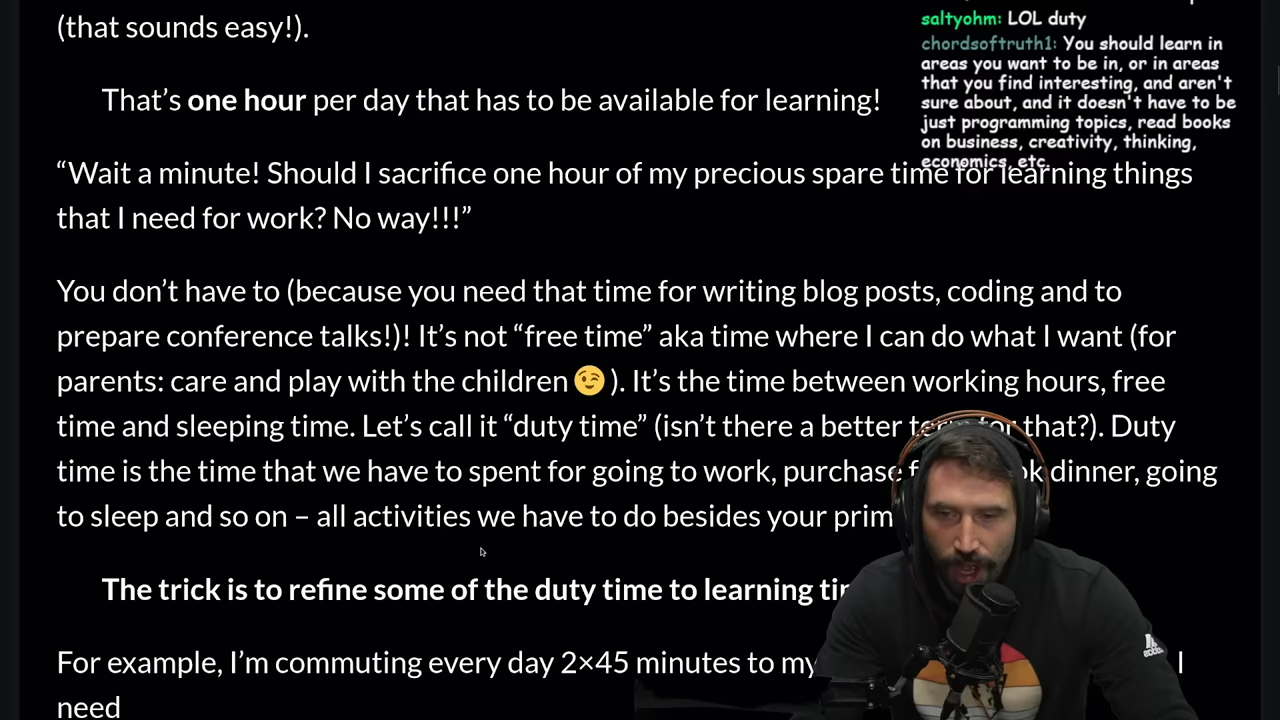 (that sounds easy!).
saltyohm: LOL duty
chordsoftruth1: You should learn in
areas you want to be in, or in areas
that you find interesting, and aren't
sure about, and it doesn't have to be
just programming topics, read books
on business, creativity, thinking,
economics, etc.
That’s one hour per day that has to be available for learning!
“Wait a minute! Should I sacrifice one hour of my precious spare time for learning things
that I need for work? No way!!!”
You don’t have to (because you need that time for writing blog posts, coding and to
prepare conference talks!)! It’s not “free time” aka time where I can do what I want (for
parents: care and play with the children 😉 ). It’s the time between working hours, free
time and sleeping time. Let’s call it “duty time” (isn’t there a better term for that?). Duty
time is the time that we have to spent for going to work, purchase dinner, going
to sleep and so on – all activities we have to do besides your
The trick is to refine some of the duty time to learning
For example, I’m commuting every day 2×45 minutes to my I
need
adidas